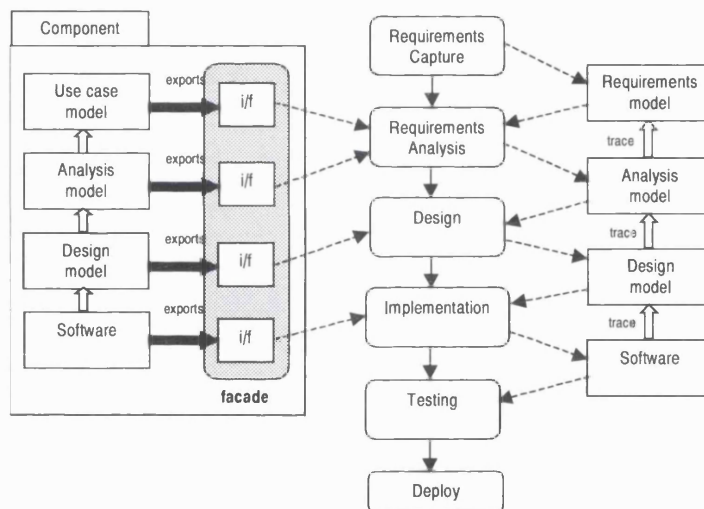 Component
exports
Use case
model
i/f
exports
Analysis
model
i/f
exports
Design
model
i/f
exports
Software
i/f
facade
Requirements
Capture
Requirements
Analysis
Design
Implementation
Testing
Deploy
Requirements
model
trace
Analysis
model
trace
Design
model
trace
Software